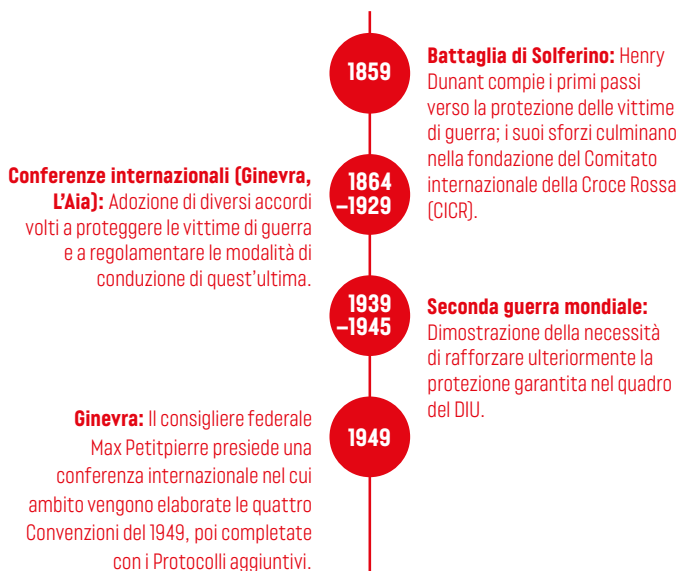 1859
Battaglia di Solferino: Henry
Dunant compie i primi passi
verso la protezione delle vittime
di guerra; i suoi sforzi culminano
nella fondazione del Comitato
internazionale della Croce Rossa
(CICR).
Conferenze internazionali (Ginevra,
L’Aia): Adozione di diversi accordi
volti a proteggere le vittime di guerra
e a regolamentare le modalità di
conduzione di quest’ultima.
1864
–1929
1939
–1945
Seconda guerra mondiale:
Dimostrazione della necessità
di rafforzare ulteriormente la
protezione garantita nel quadro
del DIU.
Ginevra: Il consigliere federale
Max Petitpierre presiede una
conferenza internazionale nel cui
ambito vengono elaborate le quattro
Convenzioni del 1949, poi completate
con i Protocolli aggiuntivi.
1949